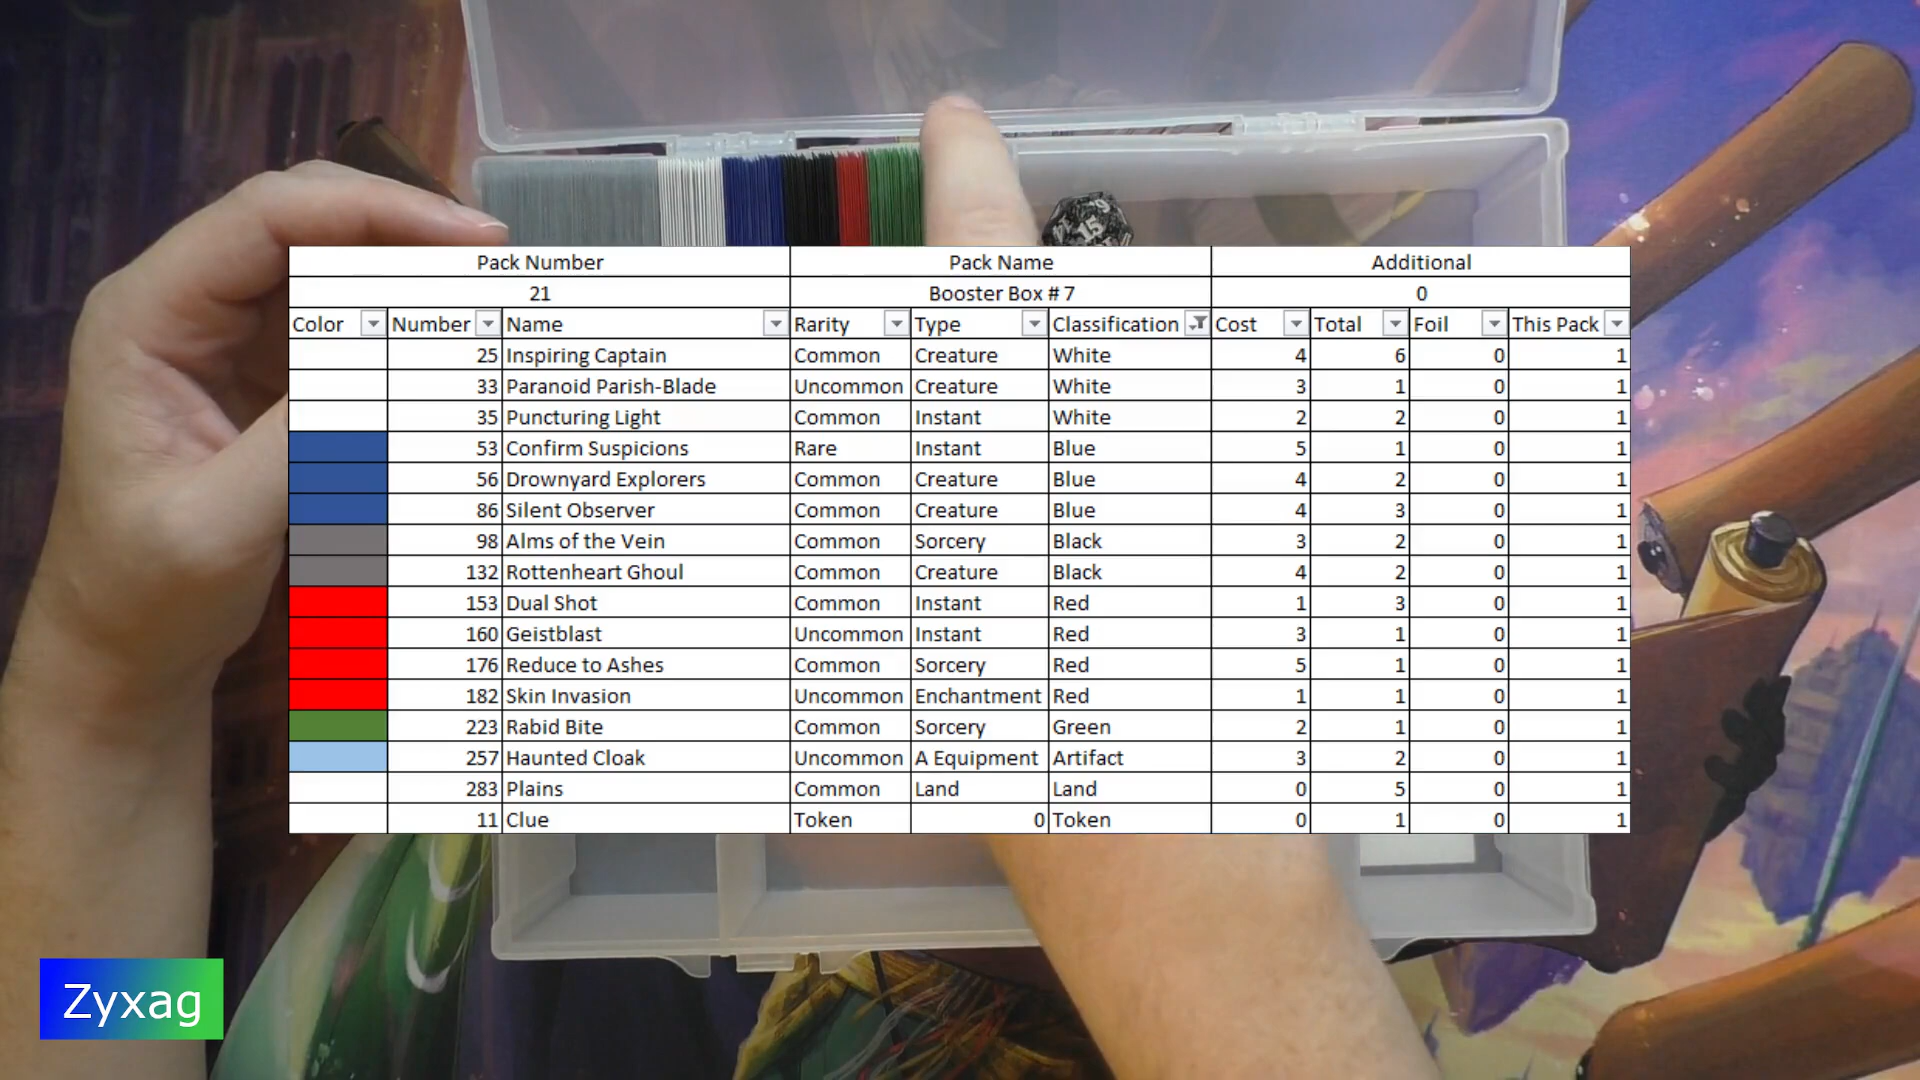 Pack Number Pack Name Additional
21 Booster Box # 7 0
Color Number Name Rarity Type Classification Cost Total Foil This Pack
25 Inspiring Captain Common Creature White 4 6 0 1
33 Paranoid Parish-Blade Uncommon Creature White 3 1 0 1
35 Puncturing Light Common Instant White 2 2 0 1
53 Confirm Suspicions Rare Instant Blue 5 1 0 1
56 Drownyard Explorers Common Creature Blue 4 2 0 1
86 Silent Observer Common Creature Blue 4 3 0 1
98 Alms of the Vein Common Sorcery Black 3 2 0 1
132 Rottenheart Ghoul Common Creature Black 4 2 0 1
153 Dual Shot Common Instant Red 1 3 0 1
160 Geistblast Uncommon Instant Red 3 1 0 1
176 Reduce to Ashes Common Sorcery Red 5 1 0 1
182 Skin Invasion Uncommon Enchantment Red 1 1 0 1
223 Rabid Bite Common Sorcery Green 2 1 0 1
257 Haunted Cloak Uncommon A Equipment Artifact 3 2 0 1
283 Plains Common Land Land 0 5 0 1
11 Clue Token 0 Token 0 1 0 1
15
Zyxag